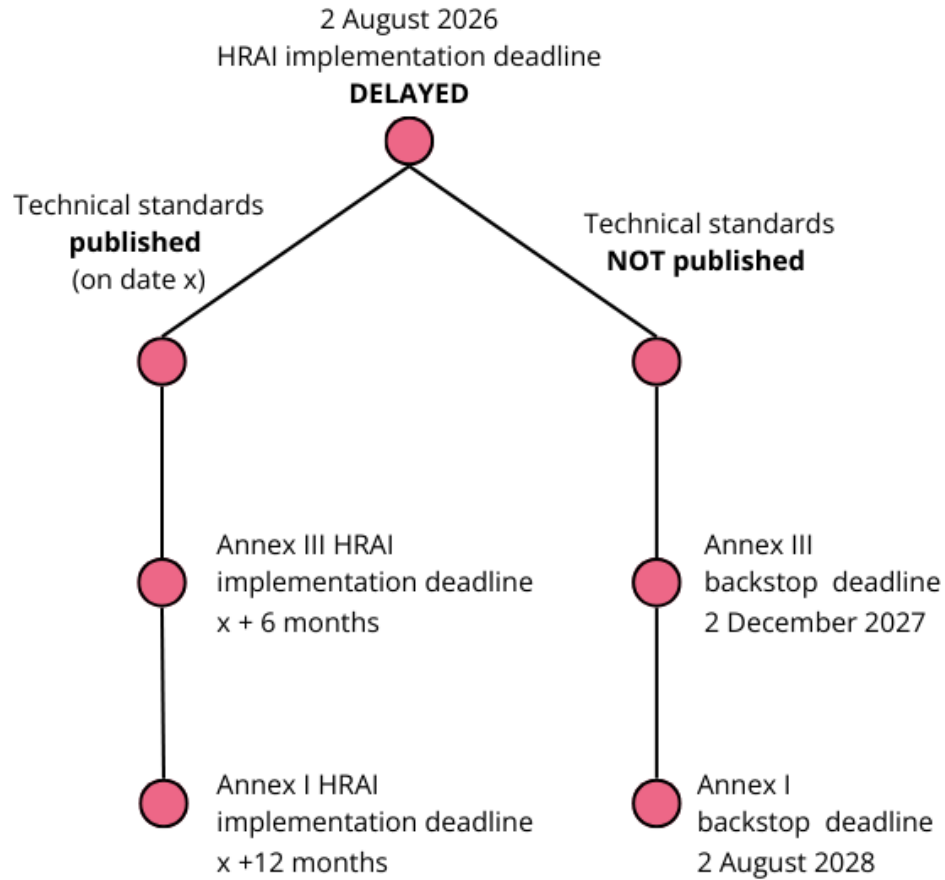 2 August 2026
HRAI implementation deadline
DELAYED
Technical standards
published
(on date x)
Technical standards
NOT published
Annex III HRAI
implementation deadline
x + 6 months
Annex III
backstop deadline
2 December 2027
Annex I HRAI
implementation deadline
x +12 months
Annex I
backstop deadline
2 August 2028